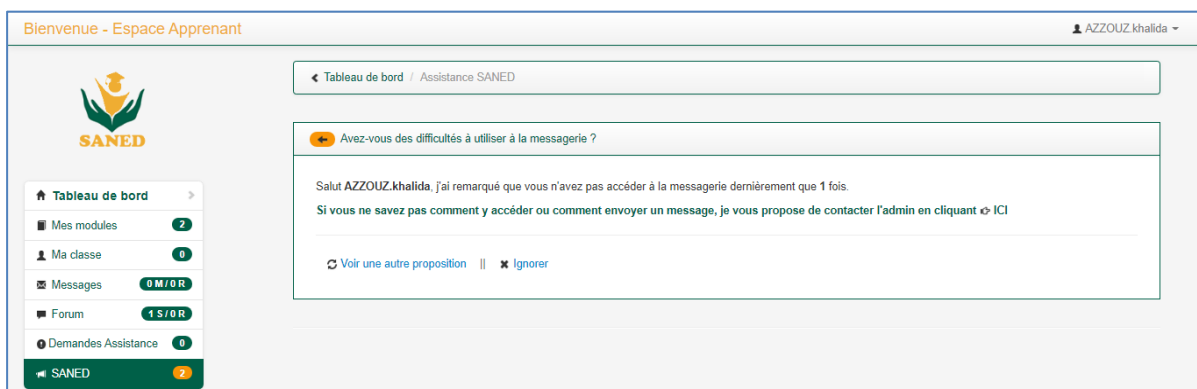 Bienvenue - Espace Apprenant
AZZOUZ.khalida
SANED
Tableau de bord
Mes modules 2
Ma classe 0
Messages 0 M / 0 R
Forum 1 S / 0 R
Demandes Assistance 0
SANED 2
Tableau de bord / Assistance SANED
Avez-vous des difficultés à utiliser à la messagerie ?
Salut AZZOUZ.khalida, j'ai remarqué que vous n'avez pas accéder à la messagerie dernièrement que 1 fois.
Si vous ne savez pas comment y accéder ou comment envoyer un message, je vous propose de contacter l'admin en cliquant ICI
Voir une autre proposition || Ignorer